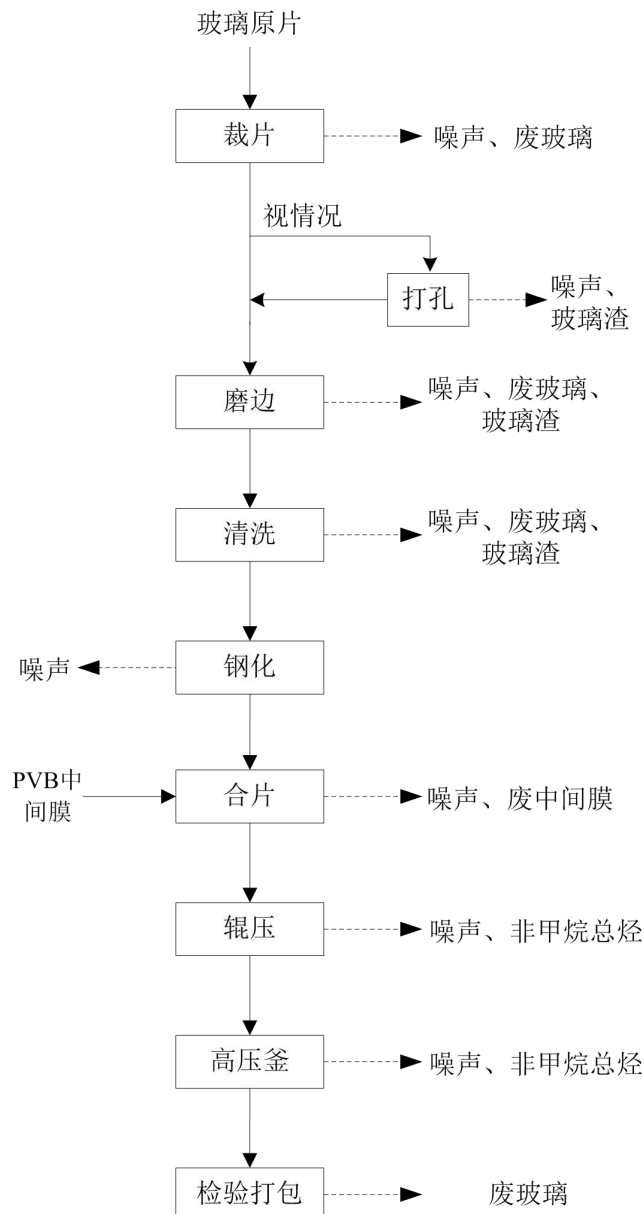 玻璃原片
裁片
噪声、废玻璃
视情况
打孔
噪声、
玻璃渣
磨边
噪声、废玻璃、
玻璃渣
清洗
噪声、废玻璃、
玻璃渣
噪声
钢化
PVB中
间膜
合片
噪声、废中间膜
辊压
噪声、非甲烷总烃
高压釜
噪声、非甲烷总烃
检验打包
废玻璃